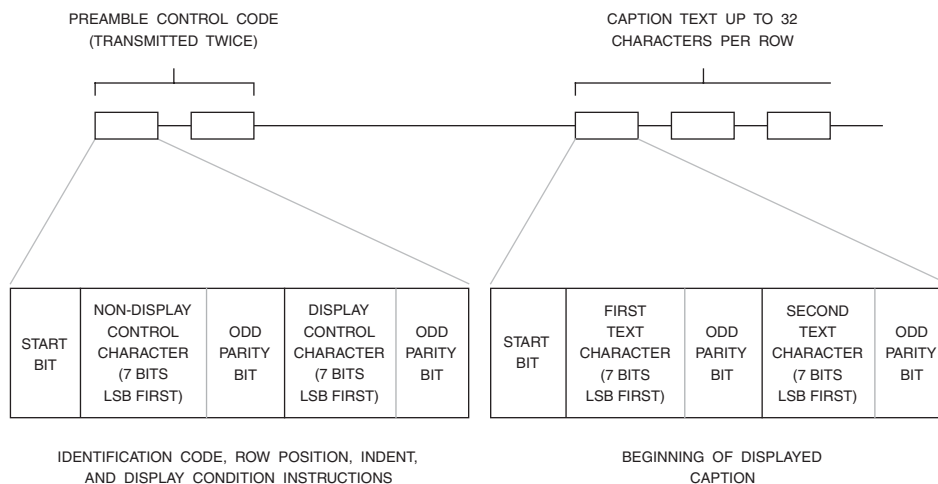 PREAMBLE CONTROL CODE
(TRANSMITTED TWICE)
CAPTION TEXT UP TO 32
CHARACTERS PER ROW
START
BIT
NON-DISPLAY
CONTROL
CHARACTER
(7 BITS
LSB FIRST)
ODD
PARITY
BIT
DISPLAY
CONTROL
CHARACTER
(7 BITS
LSB FIRST)
ODD
PARITY
BIT
START
BIT
FIRST
TEXT
CHARACTER
(7 BITS
LSB FIRST)
ODD
PARITY
BIT
SECOND
TEXT
CHARACTER
(7 BITS
LSB FIRST)
ODD
PARITY
BIT
IDENTIFICATION CODE, ROW POSITION, INDENT,
AND DISPLAY CONDITION INSTRUCTIONS
BEGINNING OF DISPLAYED
CAPTION